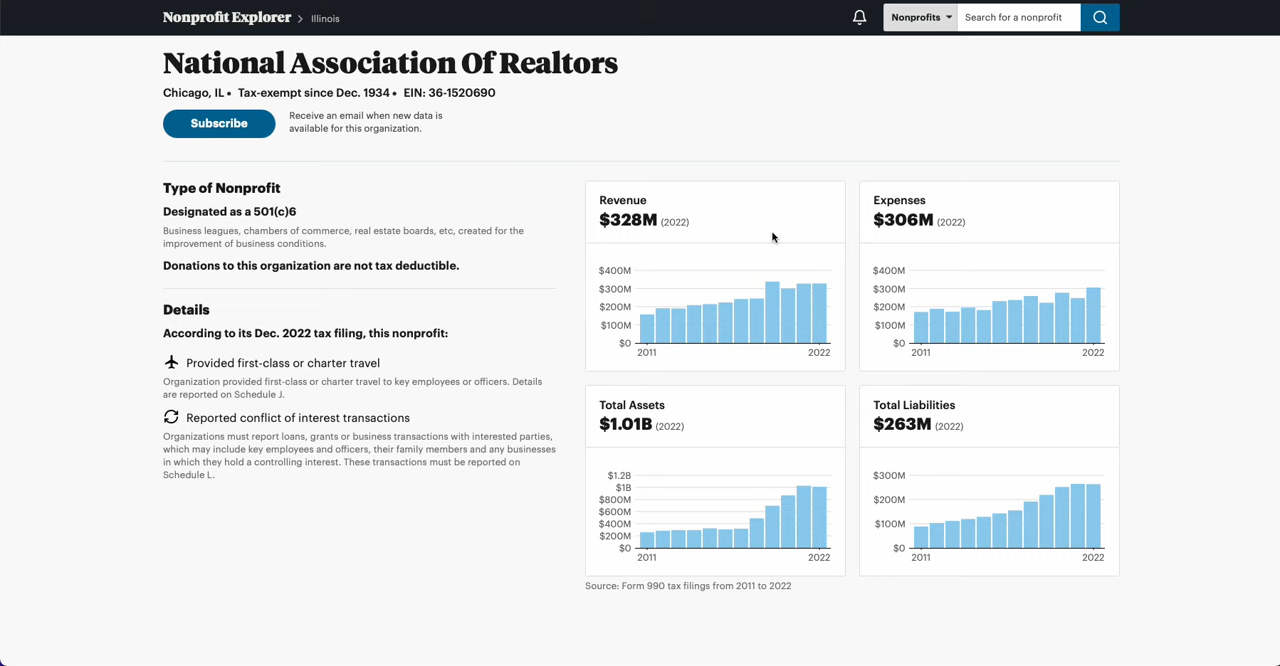 Nonprofit Explorer > Illinois
Nonprofits
Search for a nonprofit
National Association Of Realtors
Chicago, IL • Tax-exempt since Dec. 1934 • EIN: 36-1520690
Subscribe
Receive an email when new data is
available for this organization.
Type of Nonprofit
Designated as a 501(c)6
Business leagues, chambers of commerce, real estate boards, etc, created for the
improvement of business conditions.
Donations to this organization are not tax deductible.
Details
According to its Dec. 2022 tax filing, this nonprofit:
Provided first-class or charter travel
Organization provided first-class or charter travel to key employees or officers. Details
are reported on Schedule J.
Reported conflict of interest transactions
Organizations must report loans, grants or business transactions with interested parties,
which may include key employees and officers, their family members and any businesses
in which they hold a controlling interest. These transactions must be reported on
Schedule L.
Revenue
$328M (2022)
$400M
$300M
$200M
$100M
$0
2011 2022
Expenses
$306M (2022)
$400M
$300M
$200M
$100M
$0
2011 2022
Total Assets
$1.01B (2022)
$1.2B
$1B
$800M
$600M
$400M
$200M
$0
2011 2022
Total Liabilities
$263M (2022)
$300M
$200M
$100M
$0
2011 2022
Source: Form 990 tax filings from 2011 to 2022